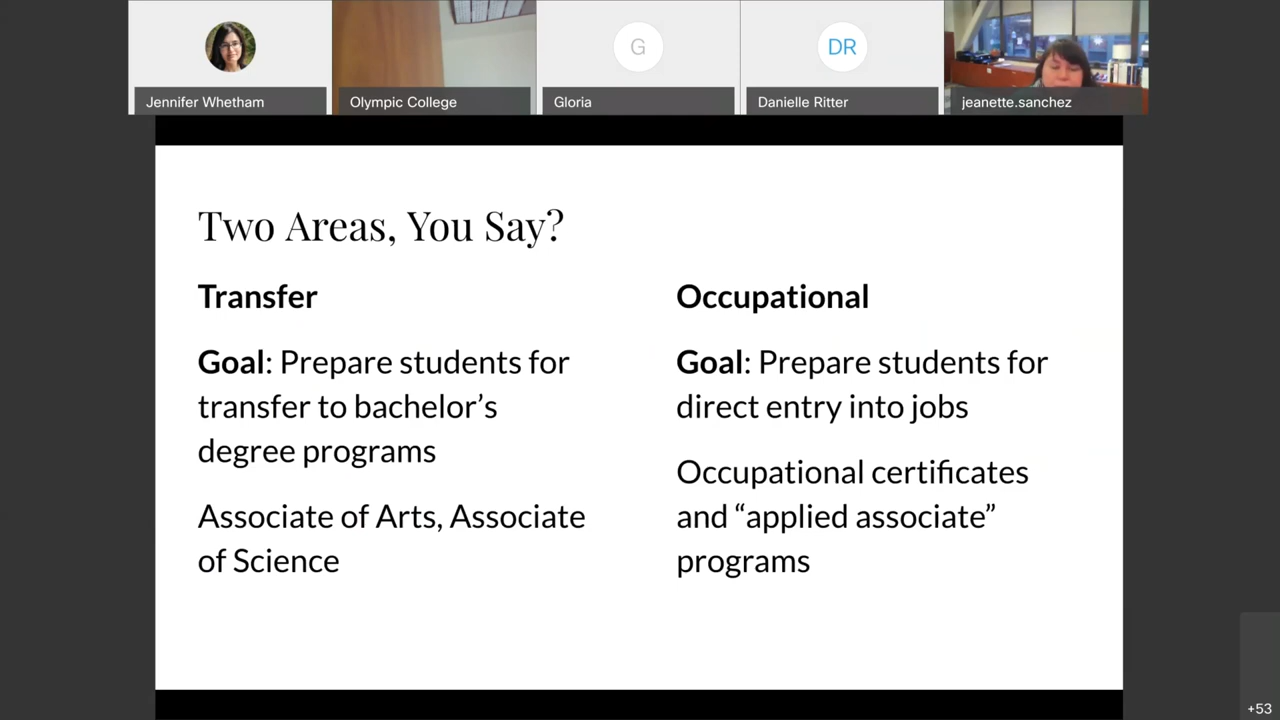 G
DR
Jennifer Whetham
Olympic College
Gloria
Danielle Ritter
jeanette.sanchez
Two Areas, You Say?
Transfer
Goal: Prepare students for
transfer to bachelor’s
degree programs
Associate of Arts, Associate
of Science
Occupational
Goal: Prepare students for
direct entry into jobs
Occupational certificates
and “applied associate”
programs
+53